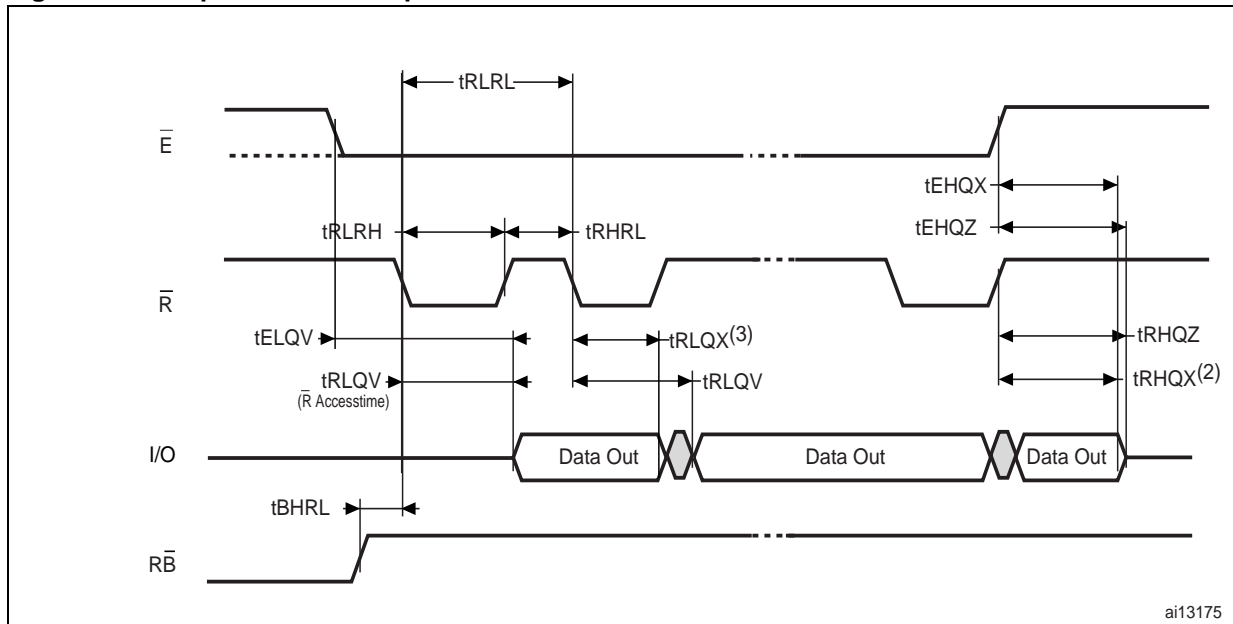 tRLRL
E̅
tEHQX
tRLRH
tRHRL
tEHQZ
R̅
tELQV
tRLQX(3)
tRHQZ
tRLQV
tRLQV
tRHQX(2)
(R̅ Accesstime)
I/O
Data Out
Data Out
Data Out
tBHRL
RB̅
ai13175